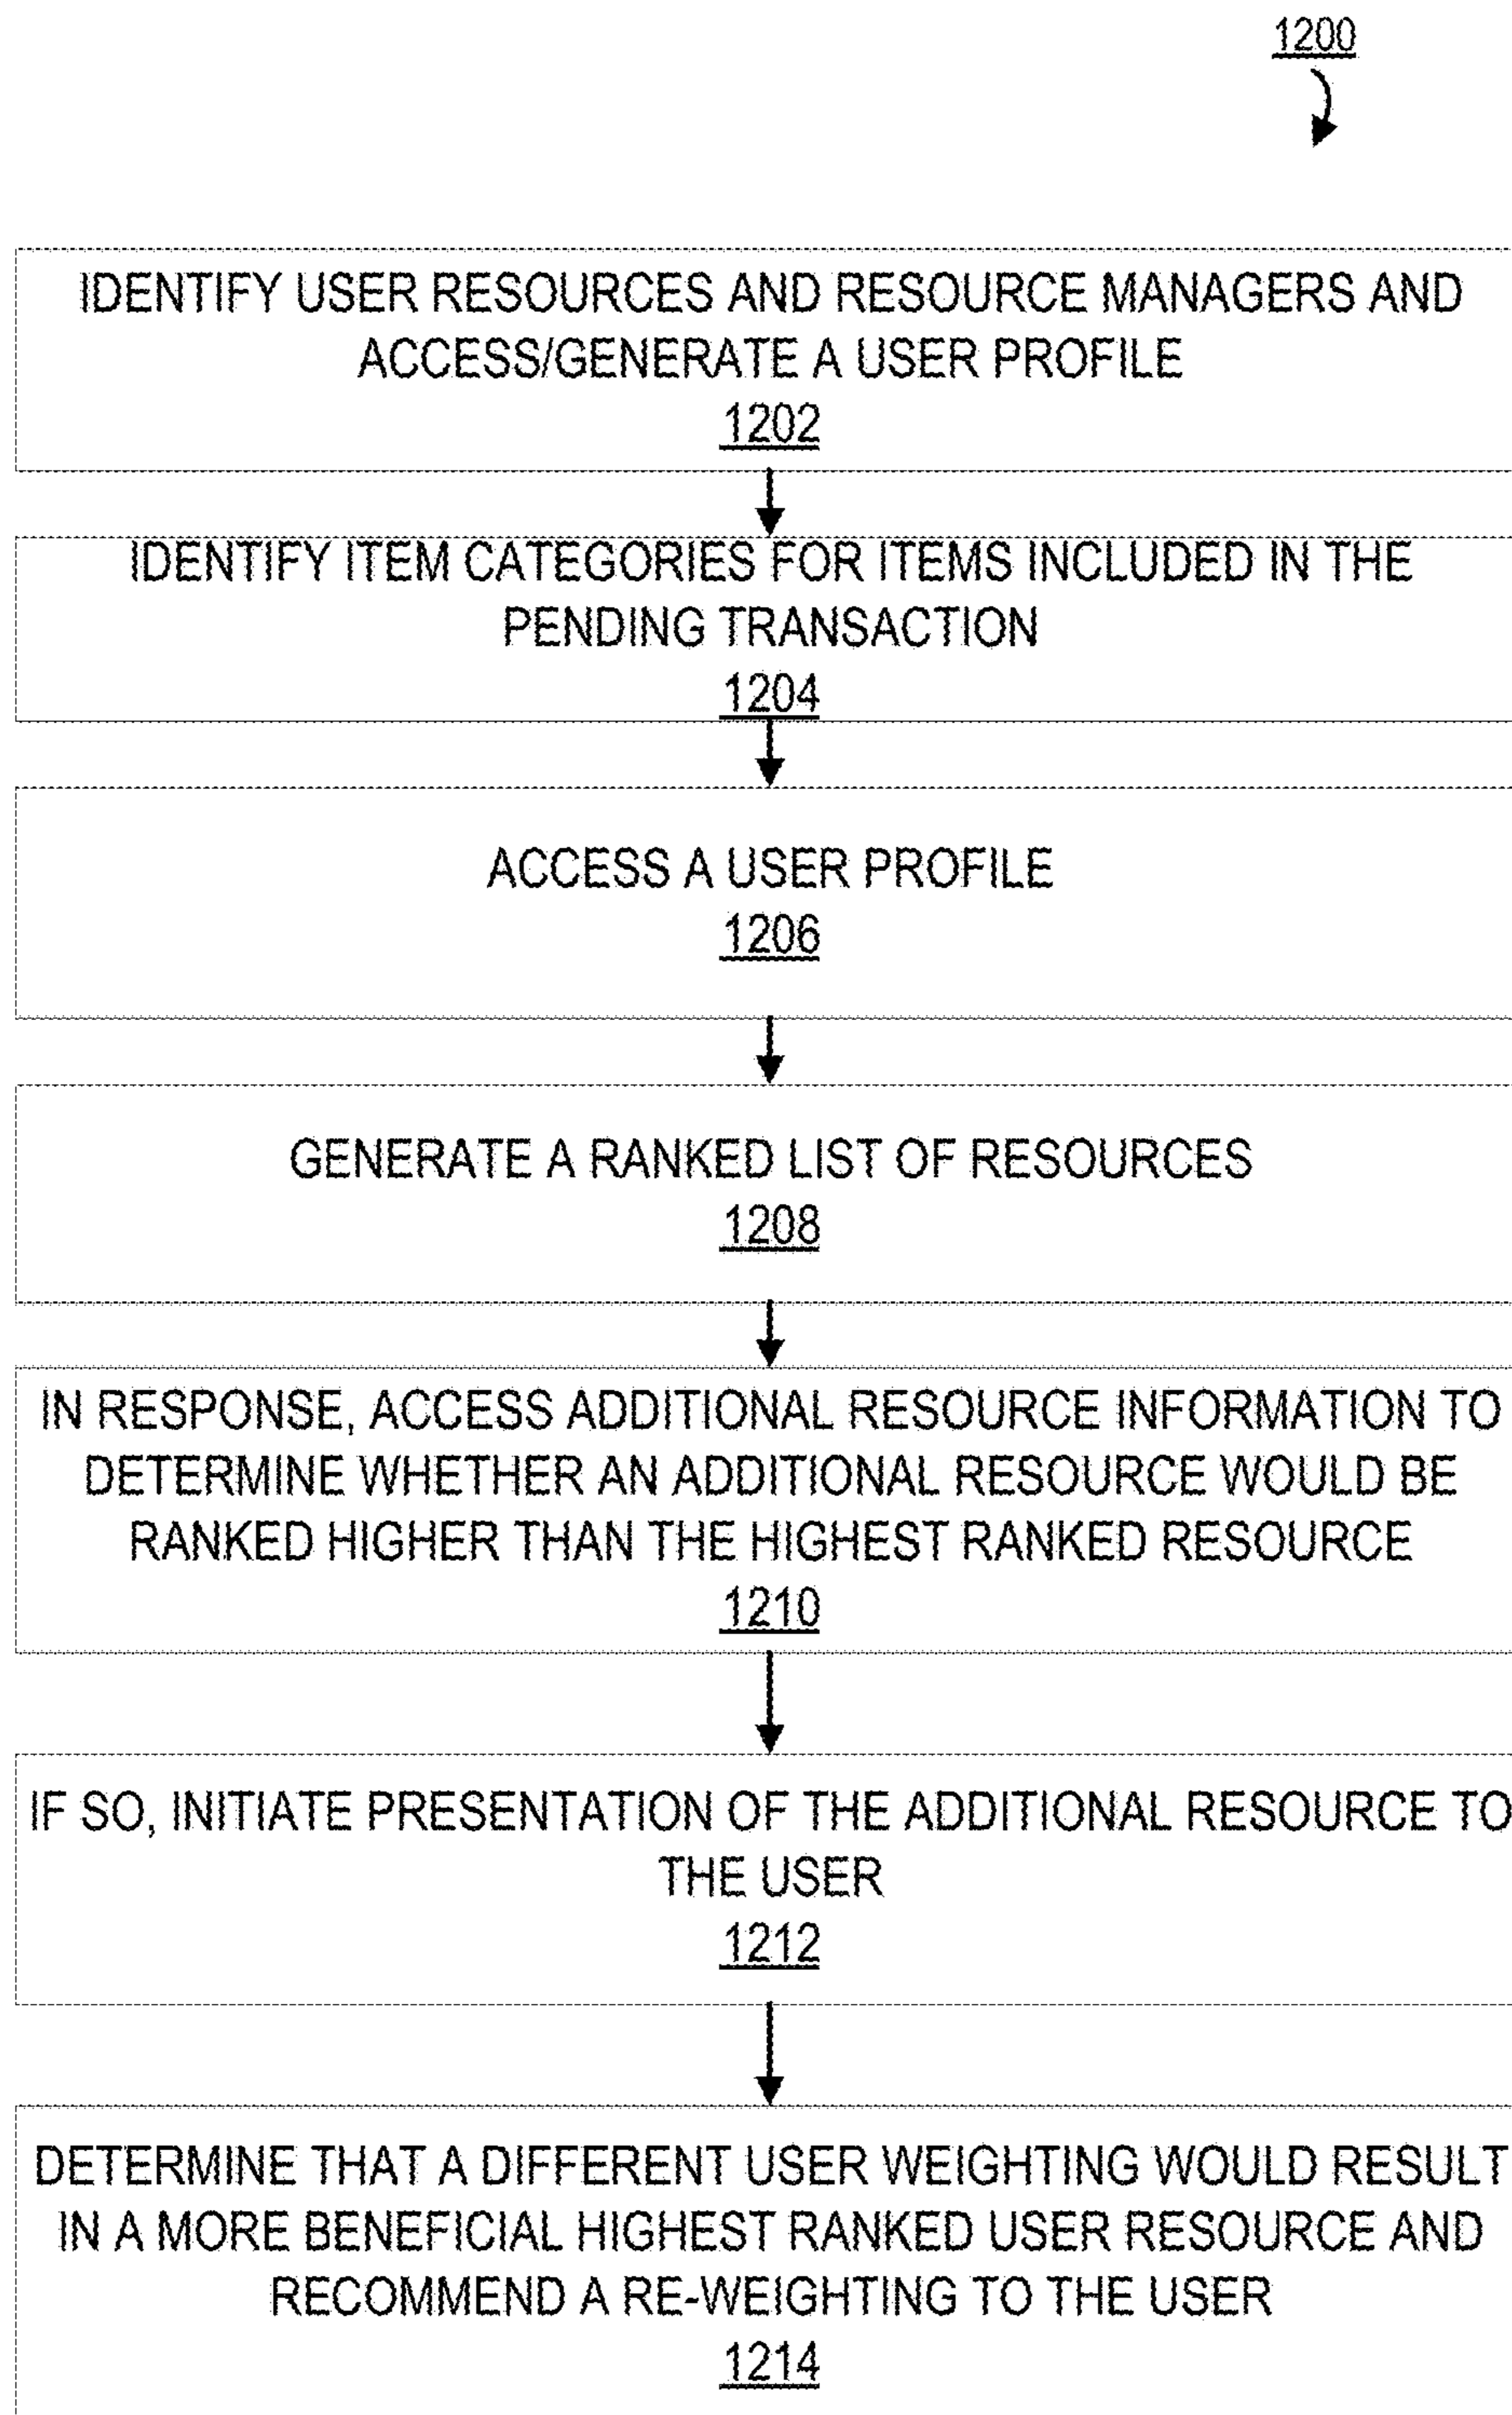 1200
IDENTIFY USER RESOURCES AND RESOURCE MANAGERS AND
ACCESS/GENERATE A USER PROFILE
1202
IDENTIFY ITEM CATEGORIES FOR ITEMS INCLUDED IN THE
PENDING TRANSACTION
1204
ACCESS A USER PROFILE
1206
GENERATE A RANKED LIST OF RESOURCES
1208
IN RESPONSE, ACCESS ADDITIONAL RESOURCE INFORMATION TO
DETERMINE WHETHER AN ADDITIONAL RESOURCE WOULD BE
RANKED HIGHER THAN THE HIGHEST RANKED RESOURCE
1210
IF SO, INITIATE PRESENTATION OF THE ADDITIONAL RESOURCE TO
THE USER
1212
DETERMINE THAT A DIFFERENT USER WEIGHTING WOULD RESULT
IN A MORE BENEFICIAL HIGHEST RANKED USER RESOURCE AND
RECOMMEND A RE-WEIGHTING TO THE USER
1214